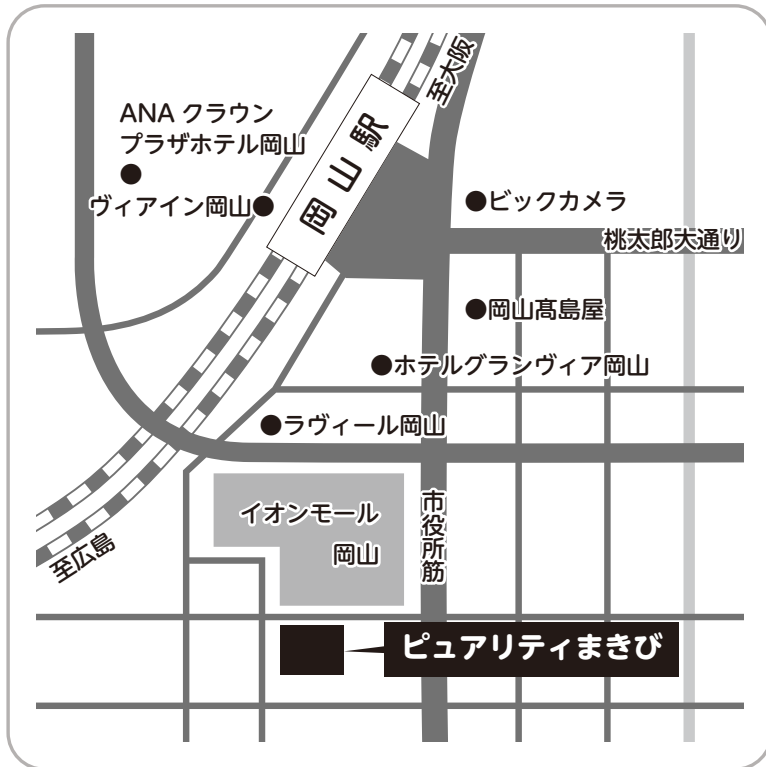 至大阪
ANA クラウン
プラザホテル岡山
岡山駅
ヴィアイン岡山
ビックカメラ
桃太郎大通り
岡山髙島屋
ホテルグランヴィア岡山
ラヴィール岡山
イオンモール
岡山
市役所筋
至広島
ピュアリティまきび